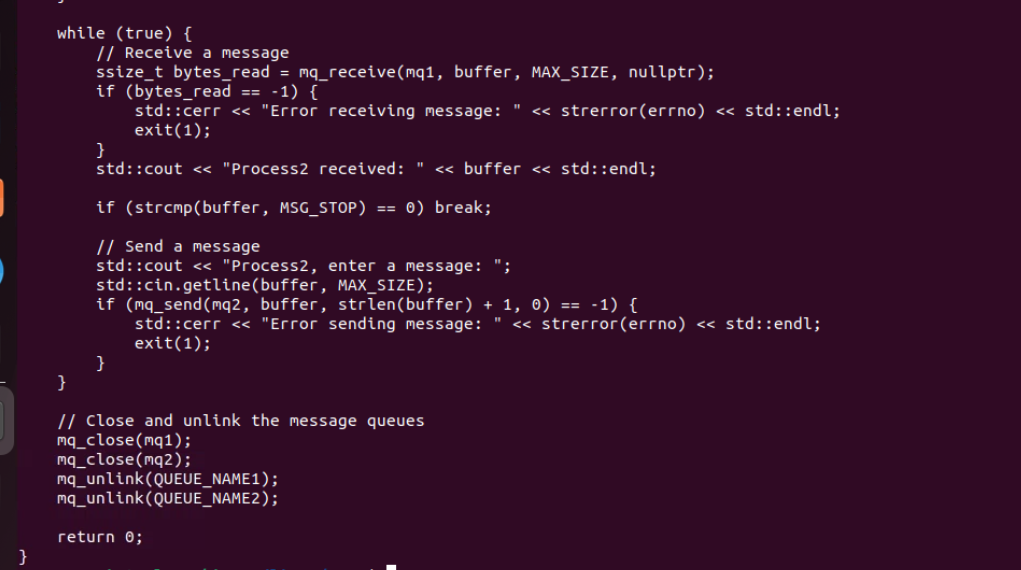 while (true) {
// Receive a message
ssize_t bytes_read = mq_receive(mq1, buffer, MAX_SIZE, nullptr);
if (bytes_read == -1) {
std::cerr << "Error receiving message: " << strerror(errno) << std::endl;
exit(1);
}
std::cout << "Process2 received: " << buffer << std::endl;
if (strcmp(buffer, MSG_STOP) == 0) break;
// Send a message
std::cout << "Process2, enter a message: ";
std::cin.getline(buffer, MAX_SIZE);
if (mq_send(mq2, buffer, strlen(buffer) + 1, 0) == -1) {
std::cerr << "Error sending message: " << strerror(errno) << std::endl;
exit(1);
}
}
// Close and unlink the message queues
mq_close(mq1);
mq_close(mq2);
mq_unlink(QUEUE_NAME1);
mq_unlink(QUEUE_NAME2);
return 0;
}